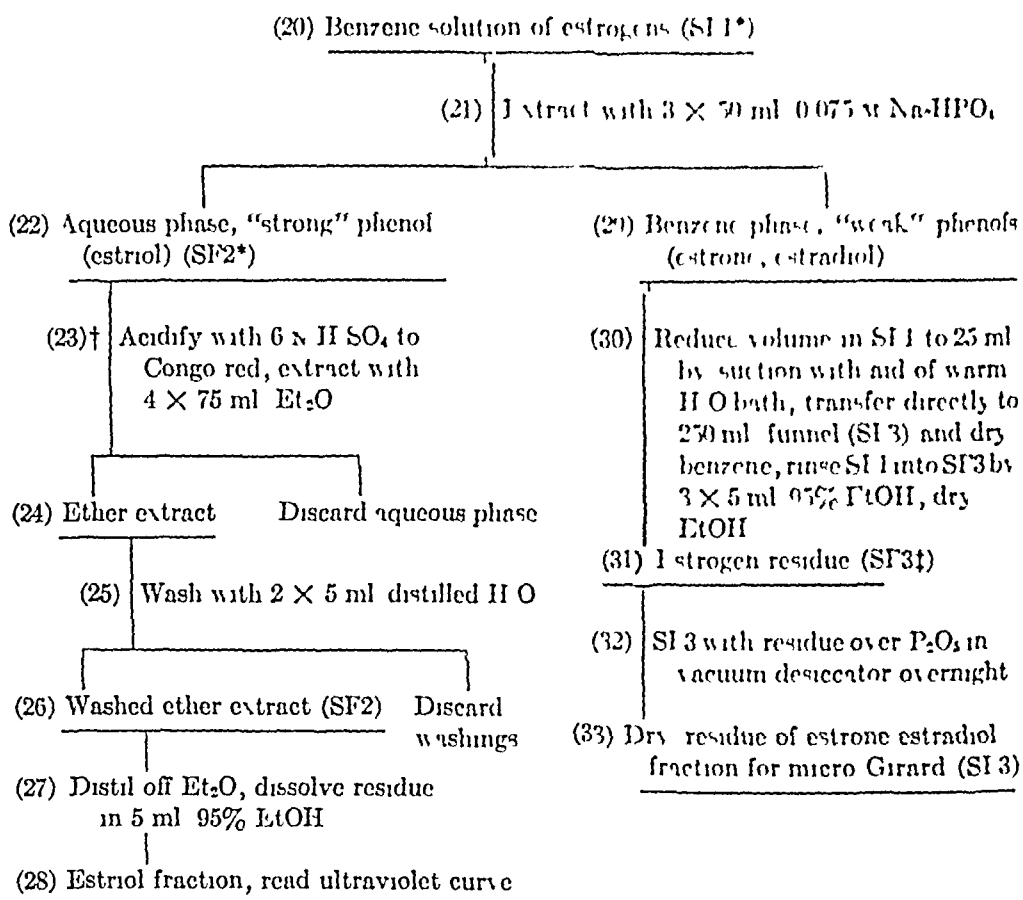 (20) Benzene solution of estrogens (SF1*)
(21) Extract with 3 × 50 ml 0.075 M Na₂HPO₄
(22) Aqueous phase, "strong" phenol
(estriol) (SF2*)
(23)† Acidify with 6 N H SO₄ to
Congo red, extract with
4 × 75 ml Et₂O
(24) Ether extract
Discard aqueous phase
(25) Wash with 2 × 5 ml distilled H O
(26) Washed ether extract (SF2)
Discard
washings
(27) Distil off Et₂O, dissolve residue
in 5 ml 95% EtOH
(28) Estriol fraction, read ultraviolet curve
(29) Benzene phase, "weak" phenols
(estrone, estradiol)
(30) Reduce volume in SF1 to 25 ml
by suction with aid of warm
H O bath, transfer directly to
250 ml funnel (SF3) and dry
benzene, rinse SF1 into SF3 by
3 × 5 ml 95% EtOH, dry
EtOH
(31) Estrogen residue (SF3‡)
(32) SF3 with residue over P₂O₅ in
vacuum desiccator overnight
(33) Dry residue of estrone estradiol
fraction for micro Girard (SF3)